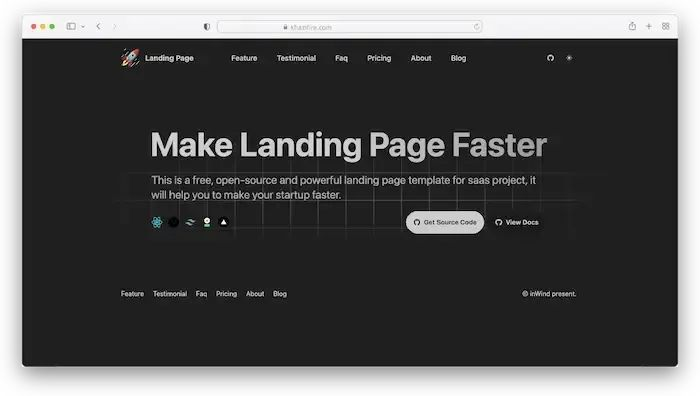 khazifire.com
Landing Page Feature Testimonial Faq Pricing About Blog
Make Landing Page Faster
This is a free, open-source and powerful landing page template for saas project, it
will help you to make your startup faster.
Get Source Code View Docs
Feature Testimonial Faq Pricing About Blog © inWind present.